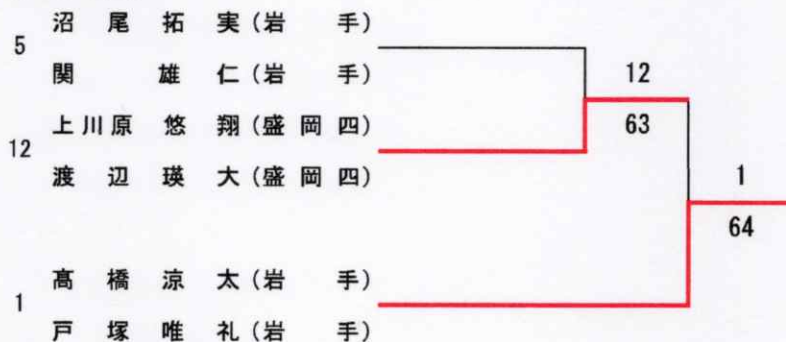 5
沼尾拓実(岩手)
関雄仁(岩手)
12
上川原悠翔(盛岡四)
渡辺瑛大(盛岡四)
12
63
1
64
1
髙橋涼太(岩手)
戸塚唯礼(岩手)